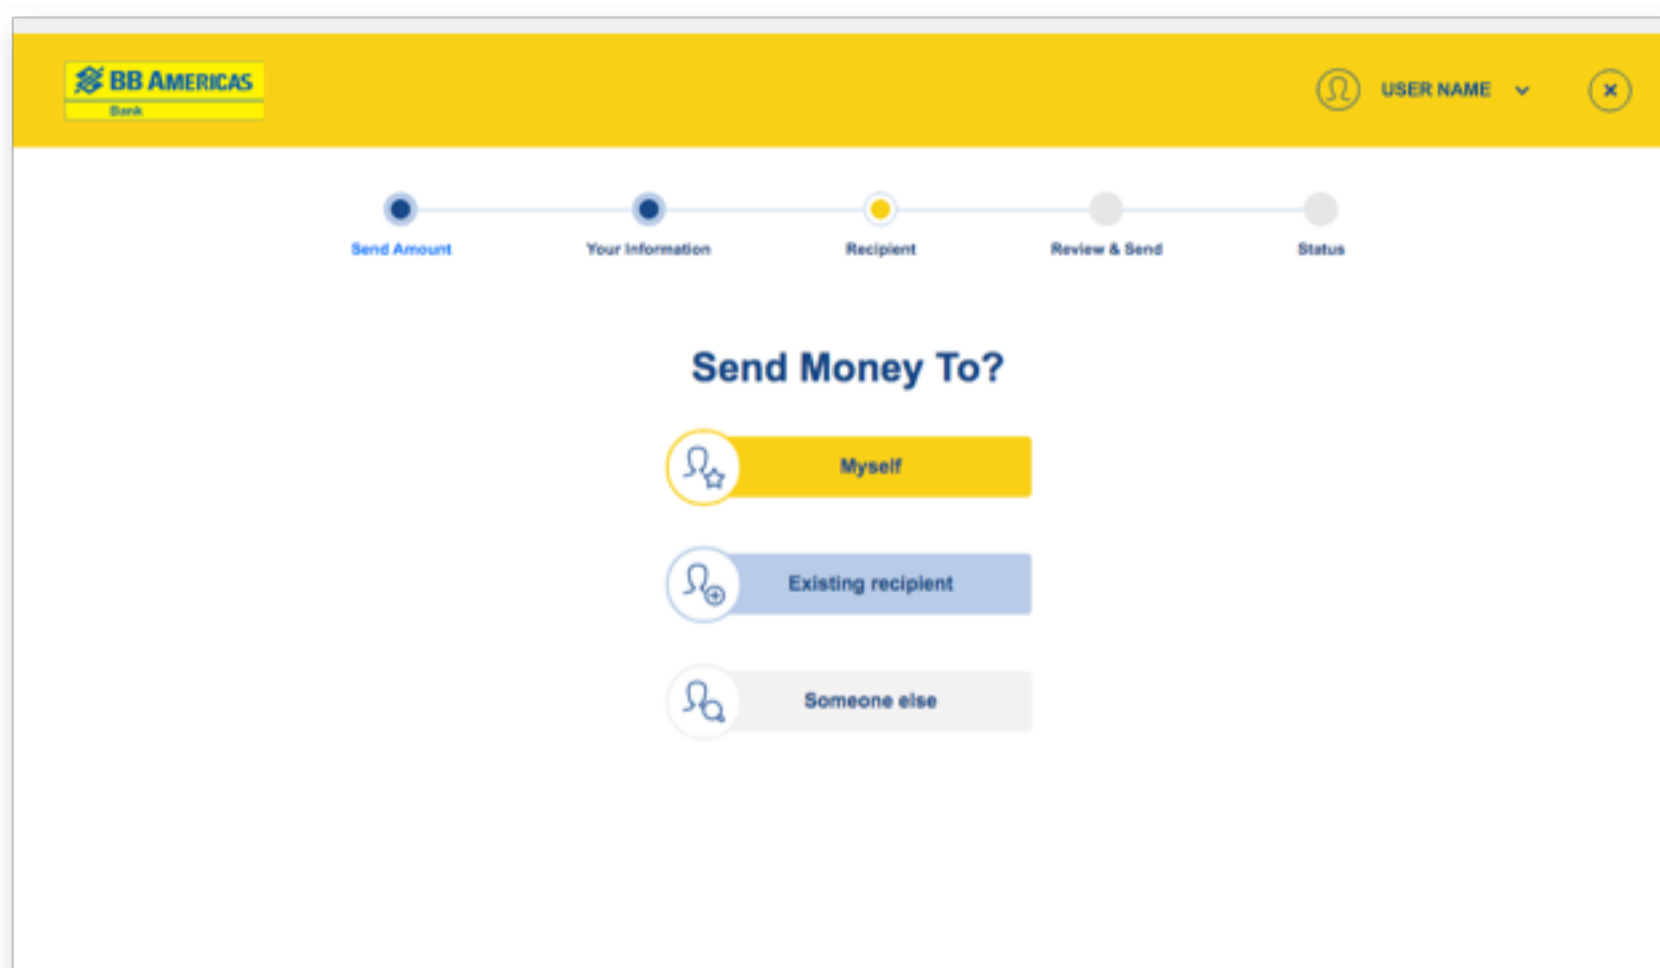 BB AMERICAS
Bank
USER NAME
Send Amount
Your Information
Recipient
Review & Send
Status
Send Money To?
Myself
Existing recipient
Someone else